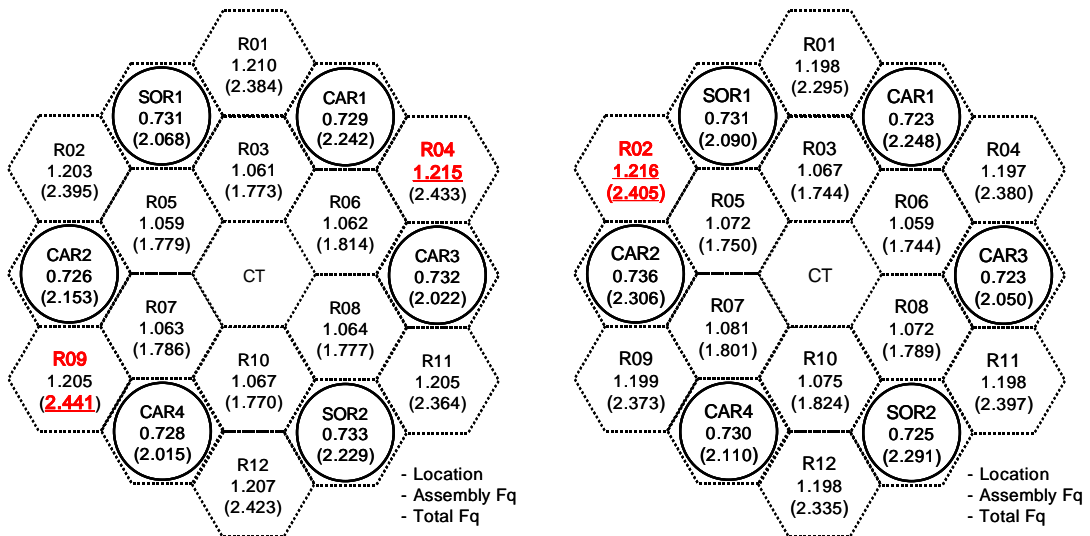 R01
1.210
(2.384)
SOR1
0.731
(2.068)
CAR1
0.729
(2.242)
R02
1.203
(2.395)
R03
1.061
(1.773)
R04
1.215
(2.433)
R05
1.059
(1.779)
R06
1.062
(1.814)
CAR2
0.726
(2.153)
CT
CAR3
0.732
(2.022)
R07
1.063
(1.786)
R08
1.064
(1.777)
R09
1.205
(2.441)
R10
1.067
(1.770)
R11
1.205
(2.364)
CAR4
0.728
(2.015)
SOR2
0.733
(2.229)
R12
1.207
(2.423)
- Location
- Assembly Fq
- Total Fq
R01
1.198
(2.295)
SOR1
0.731
(2.090)
CAR1
0.723
(2.248)
R02
1.216
(2.405)
R03
1.067
(1.744)
R04
1.197
(2.380)
R05
1.072
(1.750)
R06
1.059
(1.744)
CAR2
0.736
(2.306)
CT
CAR3
0.723
(2.050)
R07
1.081
(1.801)
R08
1.072
(1.789)
R09
1.199
(2.373)
R10
1.075
(1.824)
R11
1.198
(2.397)
CAR4
0.730
(2.110)
SOR2
0.725
(2.291)
R12
1.198
(2.335)
- Location
- Assembly Fq
- Total Fq